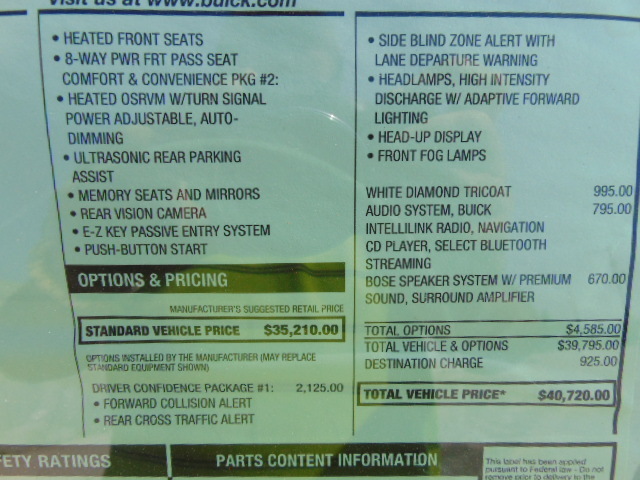 Visit us at www.buick.com
• HEATED FRONT SEATS
• 8-WAY PWR FRT PASS SEAT
COMFORT & CONVENIENCE PKG #2:
• HEATED OSRVM W/TURN SIGNAL
POWER ADJUSTABLE, AUTO-
DIMMING
• ULTRASONIC REAR PARKING
ASSIST
• MEMORY SEATS AND MIRRORS
• REAR VISION CAMERA
• E-Z KEY PASSIVE ENTRY SYSTEM
• PUSH-BUTTON START
OPTIONS & PRICING
MANUFACTURER'S SUGGESTED RETAIL PRICE
STANDARD VEHICLE PRICE $35,210.00
OPTIONS INSTALLED BY THE MANUFACTURER (MAY REPLACE
STANDARD EQUIPMENT SHOWN)
DRIVER CONFIDENCE PACKAGE #1: 2,125.00
• FORWARD COLLISION ALERT
• REAR CROSS TRAFFIC ALERT
• SIDE BLIND ZONE ALERT WITH
LANE DEPARTURE WARNING
• HEADLAMPS, HIGH INTENSITY
DISCHARGE W/ ADAPTIVE FORWARD
LIGHTING
• HEAD-UP DISPLAY
• FRONT FOG LAMPS
WHITE DIAMOND TRICOAT 995.00
AUDIO SYSTEM, BUICK 795.00
INTELLILINK RADIO, NAVIGATION
CD PLAYER, SELECT BLUETOOTH
STREAMING
BOSE SPEAKER SYSTEM W/ PREMIUM 670.00
SOUND, SURROUND AMPLIFIER
TOTAL OPTIONS $4,585.00
TOTAL VEHICLE & OPTIONS $39,795.00
DESTINATION CHARGE 925.00
TOTAL VEHICLE PRICE* $40,720.00
FETY RATINGS
PARTS CONTENT INFORMATION
This label has been applied
pursuant to Federal law - Do not
remove prior to delivery to the